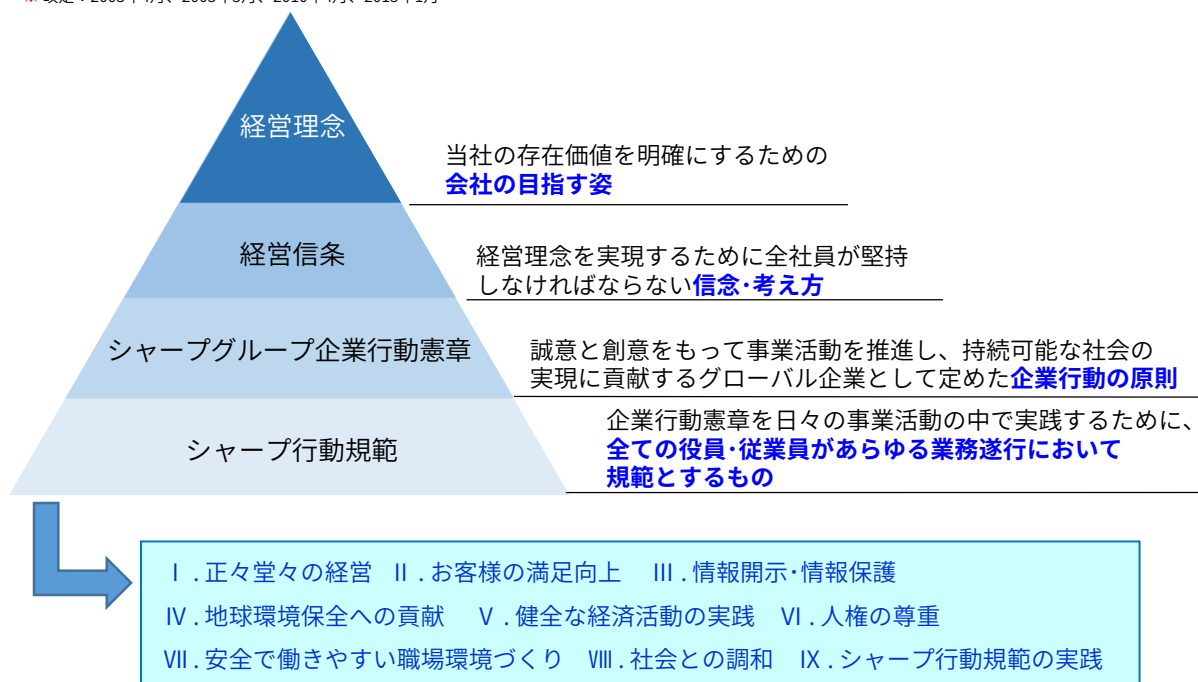 経営理念
当社の存在価値を明確にするための
会社の目指す姿
経営信条
経営理念を実現するために全社員が堅持
しなければならない信念･考え方
シャープグループ企業行動憲章
誠意と創意をもって事業活動を推進し、持続可能な社会の
実現に貢献するグローバル企業として定めた企業行動の原則
シャープ行動規範
企業行動憲章を日々の事業活動の中で実践するために、
全ての役員･従業員があらゆる業務遂行において
規範とするもの
Ⅰ．正々堂々の経営 Ⅱ．お客様の満足向上 Ⅲ．情報開示･情報保護
Ⅳ．地球環境保全への貢献 Ⅴ．健全な経済活動の実践 Ⅵ．人権の尊重
Ⅶ．安全で働きやすい職場環境づくり Ⅷ．社会との調和 Ⅸ．シャープ行動規範の実践